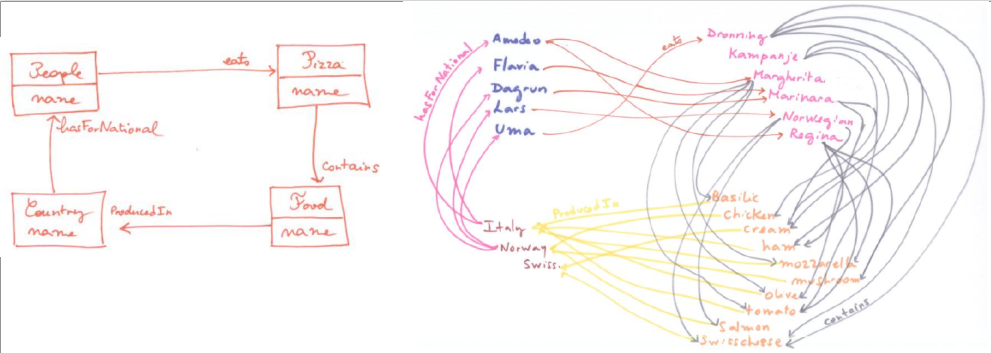 People
name
eats
Pizza
name
hasForNational
contains
Country
name
ProducedIn
Food
name
hasForNational
Amedeo
Flavia
Dagrun
Lars
Uma
eats
Dronning
Kampanje
Margherita
Marinara
Norwegian
Regina
Italy
Norway
Swiss
ProducedIn
Basilic
chicken
cream
ham
mozzarella
mushroom
olive
tomato
Salmon
Swisscheese
contains